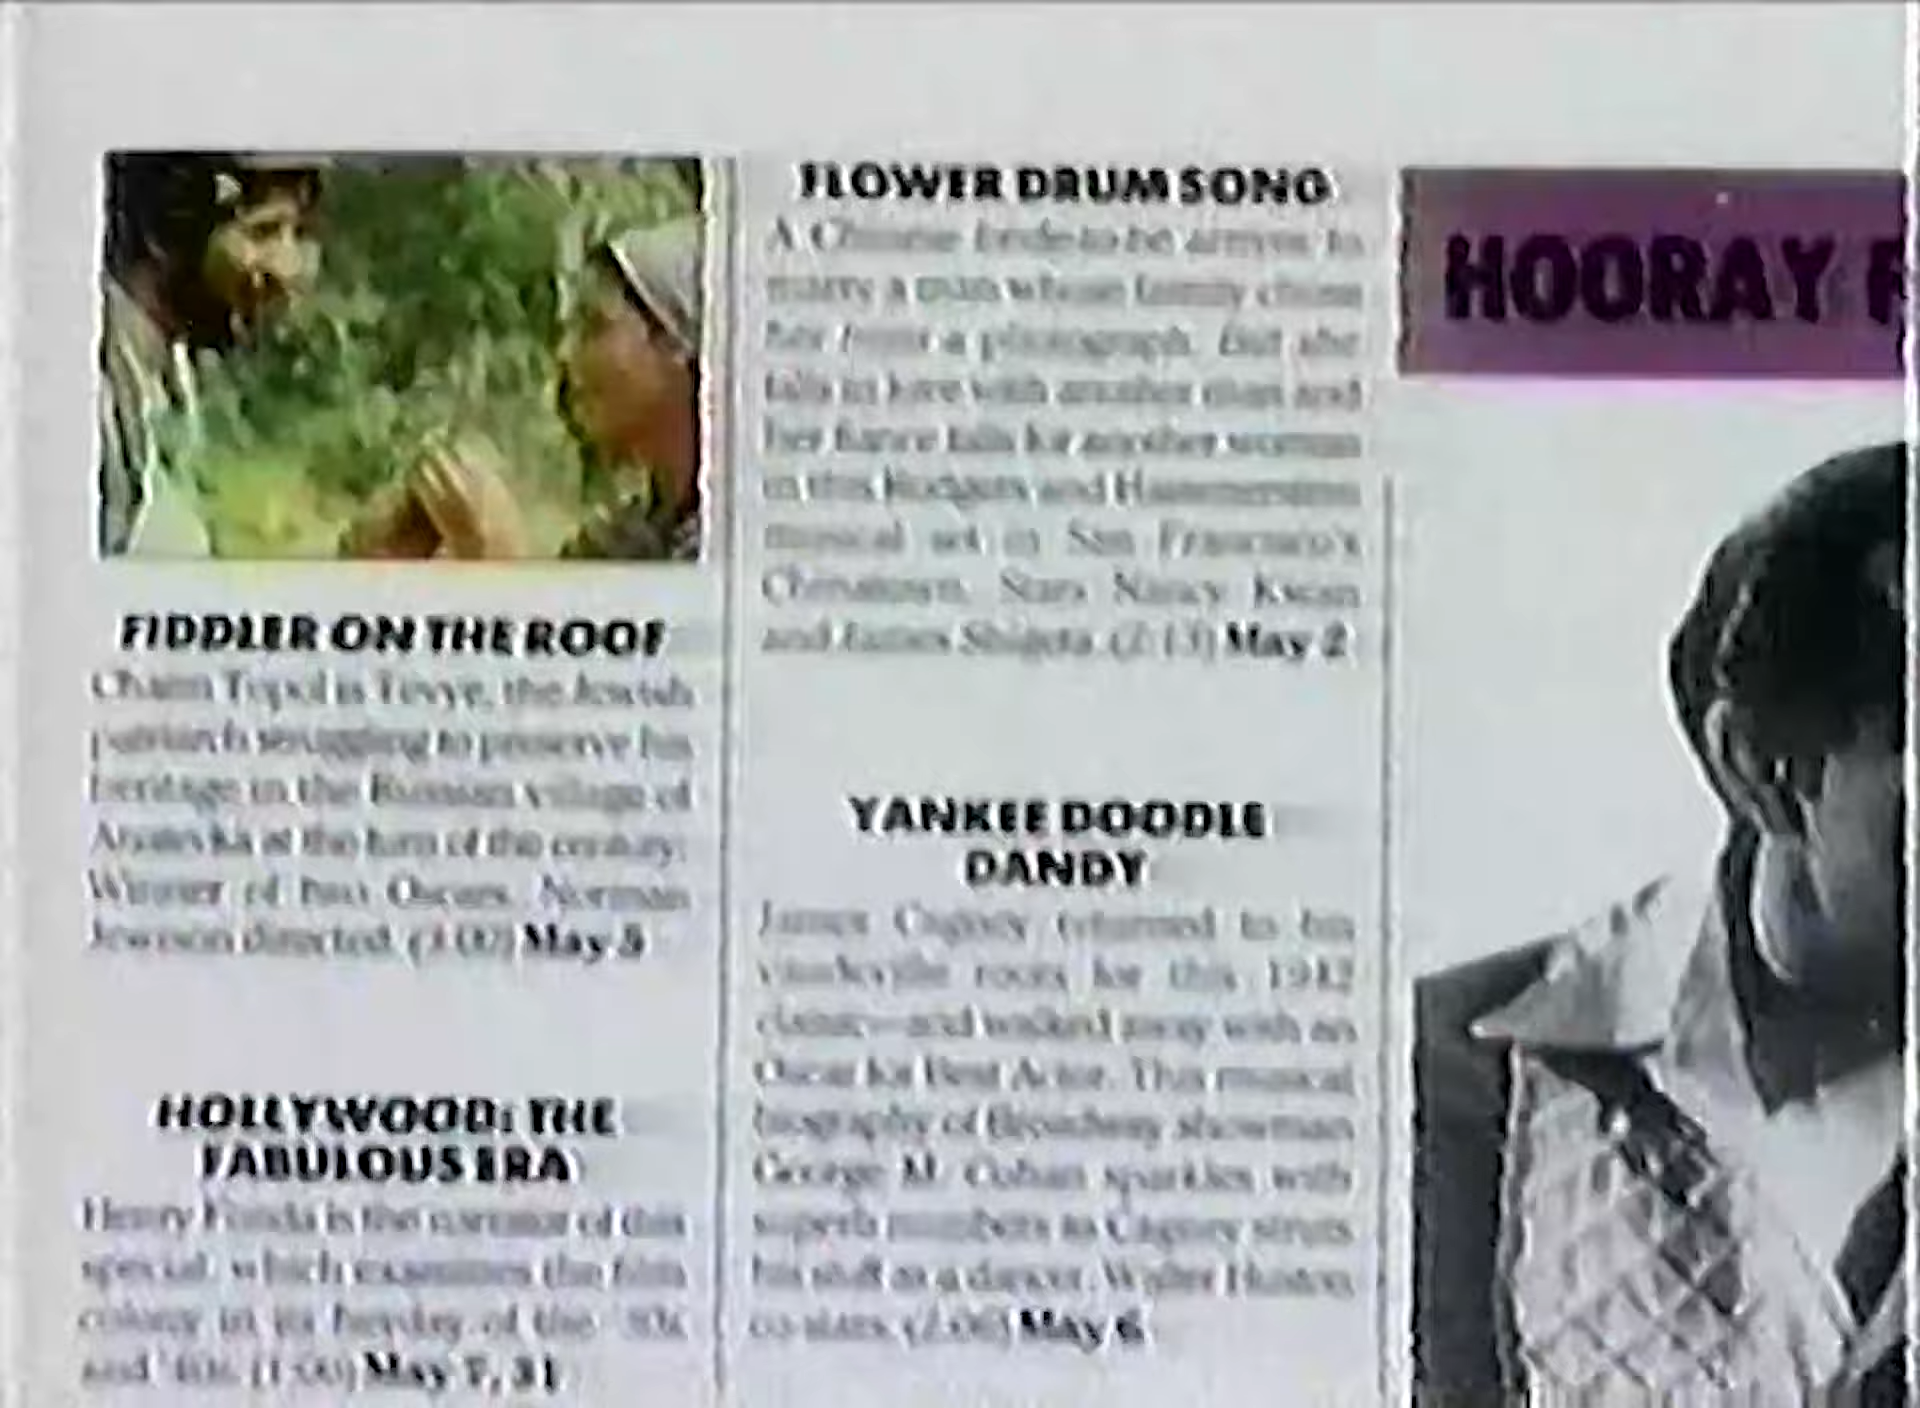 FIDDLER ON THE ROOF
Chaim Topol is Tevye, the Jewish
patriarch struggling to preserve his
heritage in the Russian village of
Anatevka at the turn of the century.
Winner of two Oscars. Norman
Jewison directed. (3:00) May 5
HOLLYWOOD: THE
FABULOUS ERA
Henry Fonda is the narrator of this
special, which examines the film
colony in its heyday of the '30s
and '40s. (1:00) May 7, 31
FLOWER DRUM SONG
A Chinese bride-to-be arrives to
marry a man whose family chose
her from a photograph. But she
falls in love with another man and
her fiance falls for another woman
in this Rodgers and Hammerstein
musical set in San Francisco's
Chinatown. Stars Nancy Kwan
and James Shigeta. (2:13) May 2
YANKEE DOODLE
DANDY
James Cagney returned to his
vaudeville roots for this 1942
classic—and walked away with an
Oscar for Best Actor. This musical
biography of Broadway showman
George M. Cohan sparkles with
superb numbers as Cagney struts
his stuff as a dancer. Walter Huston
co-stars. (2:06) May 6
HOORAY F